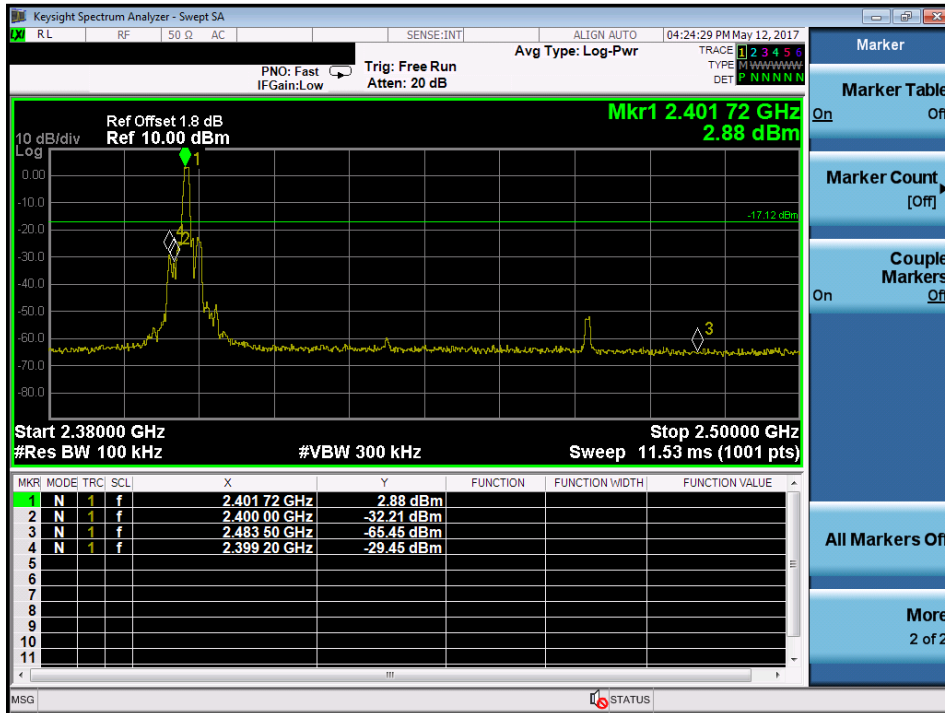 Keysight Spectrum Analyzer - Swept SA
LXI RL RF 50 Ω AC SENSE:INT ALIGN AUTO 04:24:29 PM May 12, 2017
Marker
Avg Type: Log-Pwr TRACE 1 2 3 4 5 6
PNO: Fast Trig: Free Run TYPE M W W W W W
IFGain:Low Atten: 20 dB DET P N N N N N
Marker Table
On Off
Mkr1 2.401 72 GHz
2.88 dBm
Ref Offset 1.8 dB
10 dB/div Ref 10.00 dBm
Log
1
0.00
-10.0
-17.12 dBm
-20.0
4
2
-30.0
-40.0
-50.0
-60.0
3
-70.0
-80.0
Start 2.38000 GHz Stop 2.50000 GHz
#Res BW 100 kHz #VBW 300 kHz Sweep 11.53 ms (1001 pts)
Marker Count
[Off]
Couple
Markers
On Off
MKR MODE TRC SCL X Y FUNCTION FUNCTION WIDTH FUNCTION VALUE
1 N 1 f 2.401 72 GHz 2.88 dBm
2 N 1 f 2.400 00 GHz -32.21 dBm
3 N 1 f 2.483 50 GHz -65.45 dBm
4 N 1 f 2.399 20 GHz -29.45 dBm
5
6
7
8
9
10
11
All Markers Off
More
2 of 2
MSG STATUS